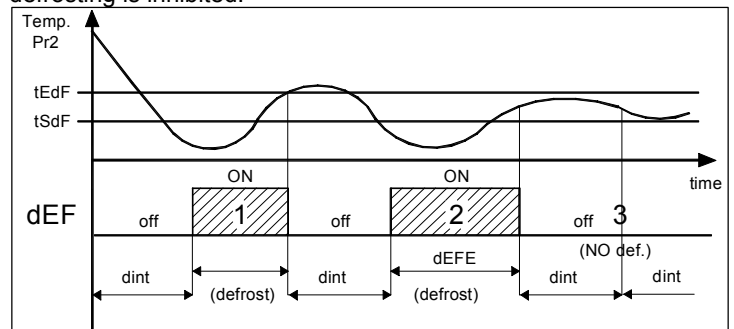 defrosting is inhibited.
Temp.
Pr2
tEdF
tSdF
time
ON ON
dEF off 1 off 2 off 3
(NO def.)
dEFE
dint (defrost) dint (defrost) dint dint